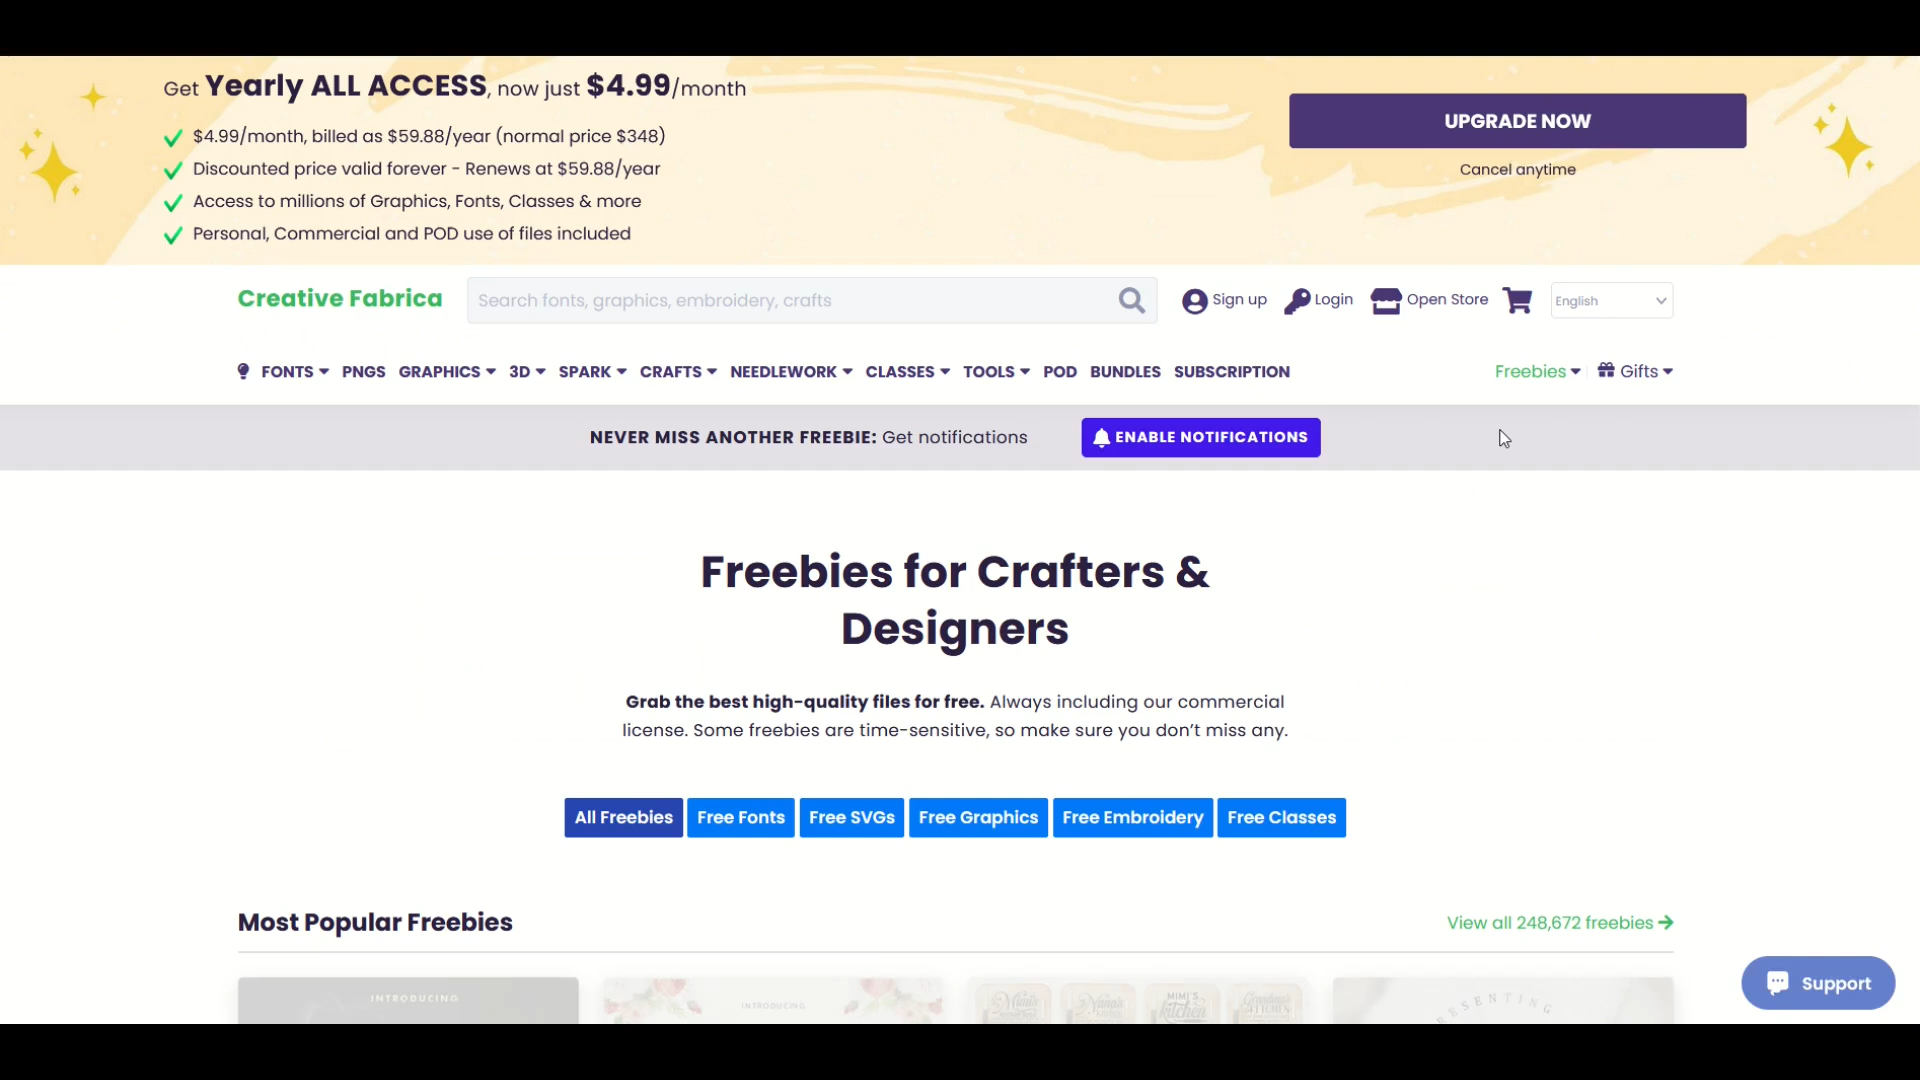 Get Yearly ALL ACCESS, now just $4.99/month
$4.99/month, billed as $59.88/year (normal price $348)
Discounted price valid forever - Renews at $59.88/year
Access to millions of Graphics, Fonts, Classes & more
Personal, Commercial and POD use of files included
UPGRADE NOW
Cancel anytime
Creative Fabrica
Search fonts, graphics, embroidery, crafts
Sign up
Login
Open Store
English
FONTS
PNGS
GRAPHICS
3D
SPARK
CRAFTS
NEEDLEWORK
CLASSES
TOOLS
POD
BUNDLES
SUBSCRIPTION
Freebies
Gifts
NEVER MISS ANOTHER FREEBIE: Get notifications
ENABLE NOTIFICATIONS
Freebies for Crafters &
Designers
Grab the best high-quality files for free. Always including our commercial
license. Some freebies are time-sensitive, so make sure you don't miss any.
All Freebies
Free Fonts
Free SVGs
Free Graphics
Free Embroidery
Free Classes
Most Popular Freebies
View all 248,672 freebies
INTRODUCING
INTRODUCING
MIMI'S
kitchen
Support